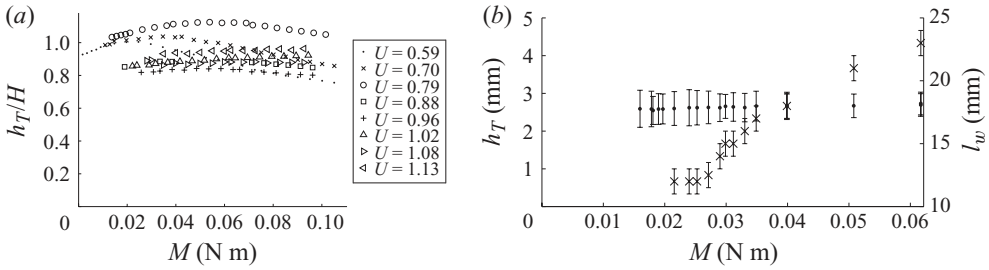 (a)
h_T/H
1.0
0.8
0.6
0.4
0.2
0
0.02 0.04 0.06 0.08 0.10
M (N m)
U = 0.59
U = 0.70
U = 0.79
U = 0.88
U = 0.96
U = 1.02
U = 1.08
U = 1.13
(b)
h_T (mm)
5
4
3
2
1
0
0 0.01 0.02 0.03 0.04 0.05 0.06
M (N m)
25
20
15
10
l_w (mm)